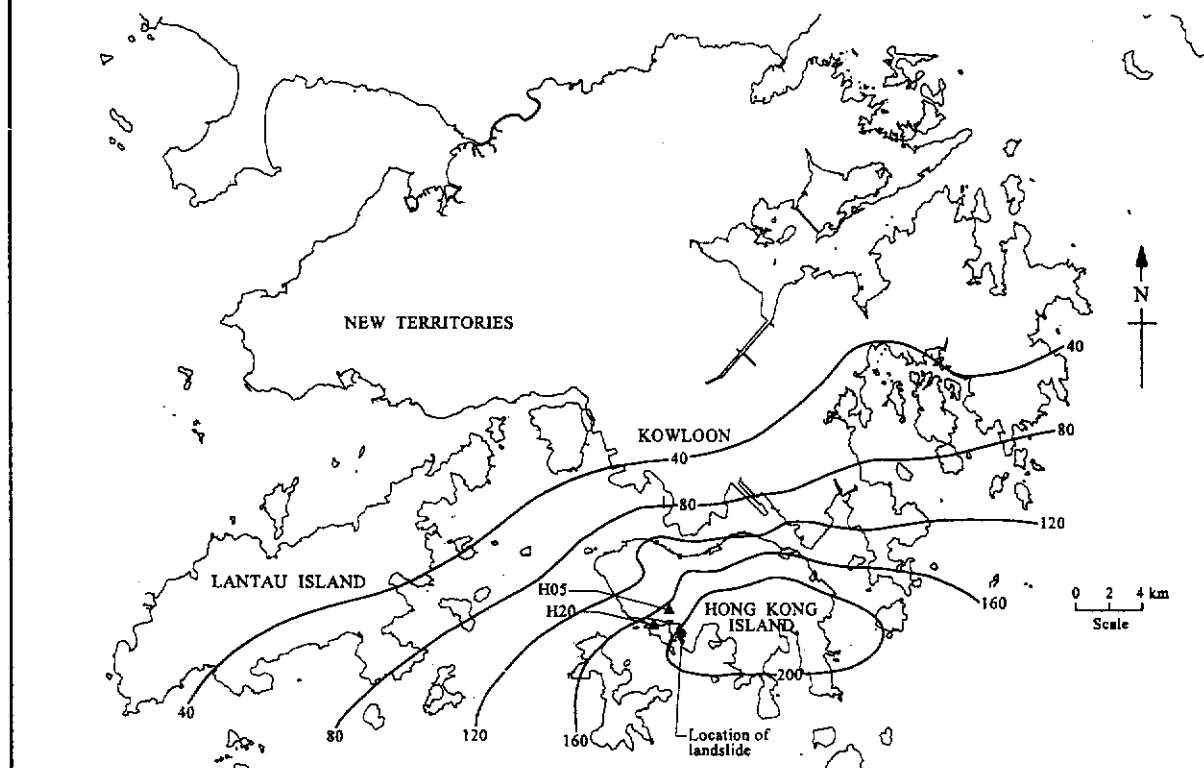 N
NEW TERRITORIES
40
KOWLOON
40
80
80
120
LANTAU ISLAND
H05
H20
HONG KONG
ISLAND
160
0 2 4 km
Scale
200
40
80
120
160
Location of
landslide